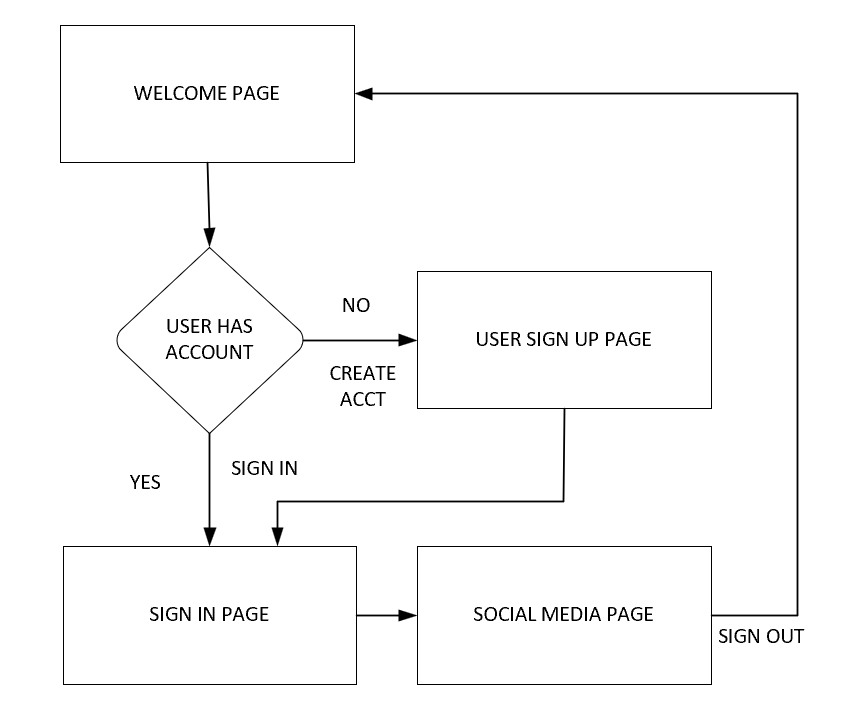 WELCOME PAGE
USER HAS
ACCOUNT
NO
CREATE
ACCT
USER SIGN UP PAGE
YES
SIGN IN
SIGN IN PAGE
SOCIAL MEDIA PAGE
SIGN OUT